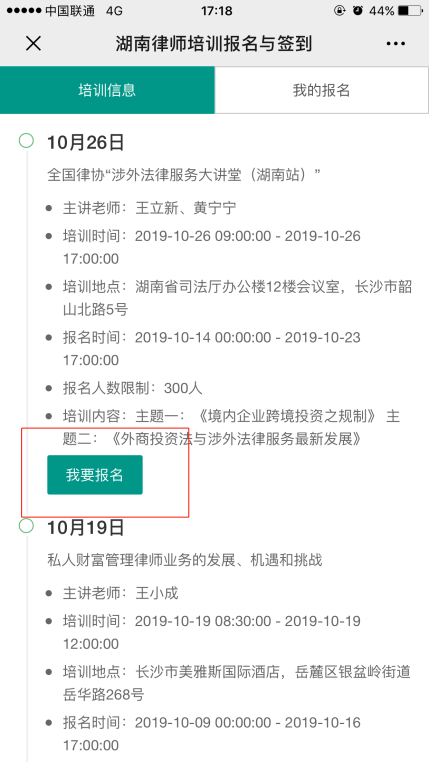 中国联通 4G 17:18 44%
湖南律师培训报名与签到
培训信息 我的报名
10月26日
全国律协“涉外法律服务大讲堂（湖南站）”
主讲老师：王立新、黄宁宁
培训时间：2019-10-26 09:00:00 - 2019-10-26
17:00:00
培训地点：湖南省司法厅办公楼12楼会议室，长沙市韶
山北路5号
报名时间：2019-10-14 00:00:00 - 2019-10-23
17:00:00
报名人数限制：300人
培训内容：主题一：《境内企业跨境投资之规制》 主
题二：《外商投资法与涉外法律服务最新发展》
我要报名
10月19日
私人财富管理律师业务的发展、机遇和挑战
主讲老师：王小成
培训时间：2019-10-19 08:30:00 - 2019-10-19
12:00:00
培训地点：长沙市美雅斯国际酒店，岳麓区银盆岭街道
岳华路268号
报名时间：2019-10-09 00:00:00 - 2019-10-16
17:00:00